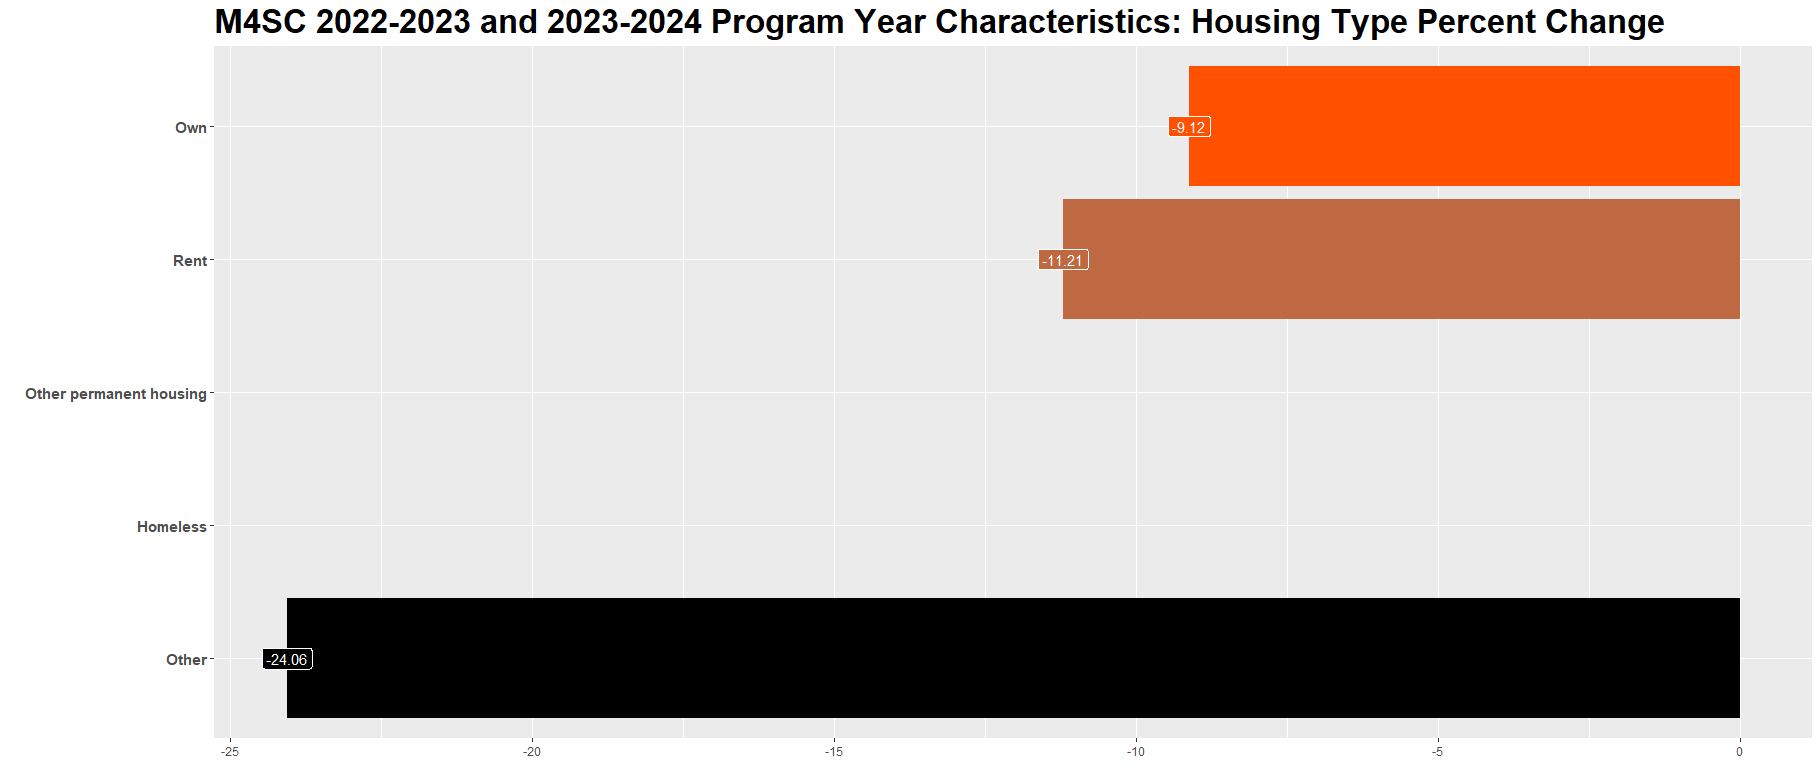 M4SC 2022-2023 and 2023-2024 Program Year Characteristics: Housing Type Percent Change
Own
-9.12
Rent
-11.21
Other permanent housing
Homeless
Other
-24.06
-25 -20 -15 -10 -5 0